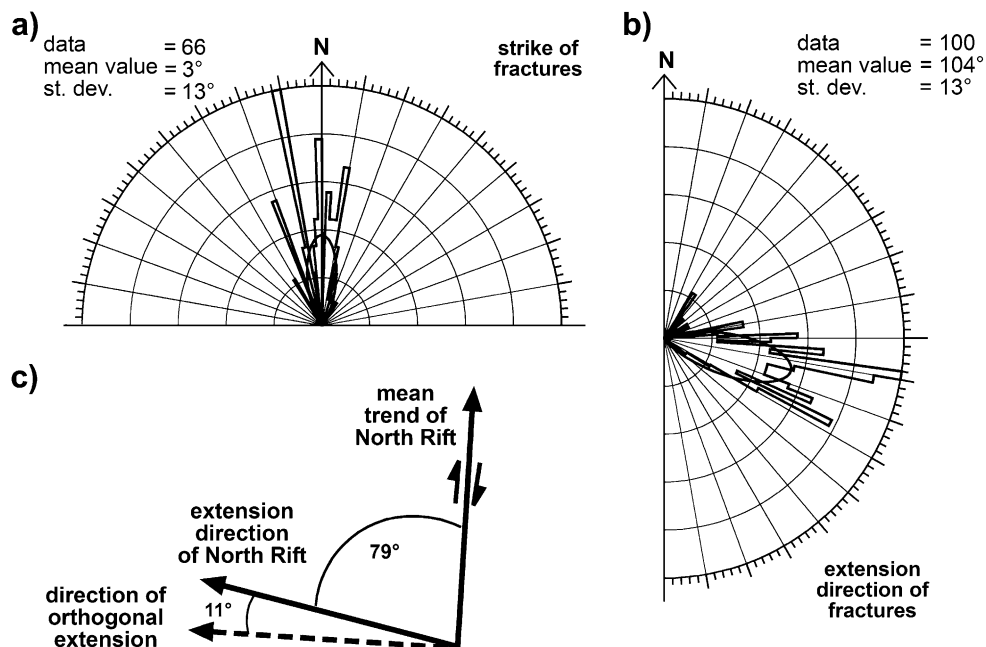 a)
data = 66
mean value = 3°
st. dev. = 13°
N
strike of
fractures
b)
data = 100
mean value = 104°
st. dev. = 13°
N
extension
direction of
fractures
c)
mean
trend of
North Rift
extension
direction
of North Rift
79°
direction of
orthogonal
extension
11°